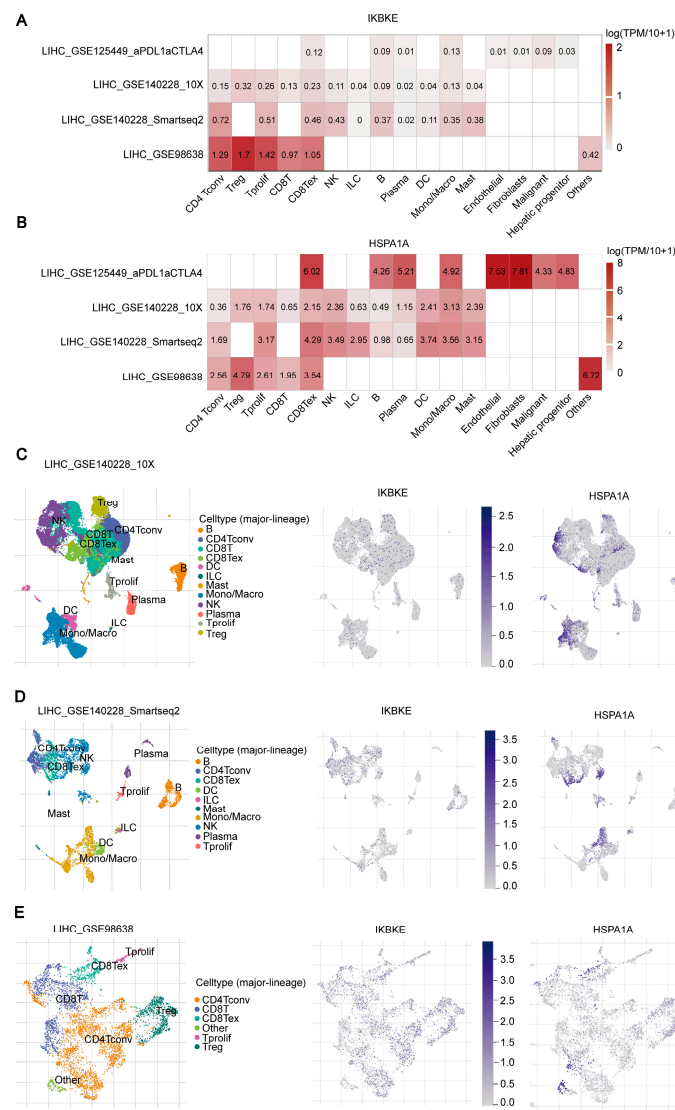 A
IKBKE
log(TPM/10+1)
LIHC_GSE125449_aPDL1aCTLA4 0.12 0.09 0.01 0.13 0.01 0.01 0.09 0.03
LIHC_GSE140228_10X 0.15 0.32 0.26 0.13 0.23 0.11 0.04 0.09 0.02 0.04 0.13 0.04
LIHC_GSE140228_Smartseq2 0.72 0.51 0.46 0.43 0 0.37 0.02 0.11 0.35 0.38
LIHC_GSE98638 1.29 1.7 1.42 0.97 1.05 0.42
2
1
0
CD4 Tconv Treg Tprolif CD8T CD8Tex NK ILC B Plasma DC Mono/Macro Mast Endothelial Fibroblasts Malignant Hepatic progenitor Others
B
HSPA1A
log(TPM/10+1)
LIHC_GSE125449_aPDL1aCTLA4 6.02 4.26 5.21 4.92 7.53 7.81 4.33 4.83
LIHC_GSE140228_10X 0.36 1.76 1.74 0.65 2.15 2.36 0.63 0.49 1.15 2.41 3.13 2.39
LIHC_GSE140228_Smartseq2 1.69 3.17 4.29 3.49 2.95 0.98 0.65 3.74 3.56 3.15
LIHC_GSE98638 2.56 4.79 2.61 1.95 3.54 6.72
8
6
4
2
0
CD4 Tconv Treg Tprolif CD8T CD8Tex NK ILC B Plasma DC Mono/Macro Mast Endothelial Fibroblasts Malignant Hepatic progenitor Others
C
LIHC_GSE140228_10X
Treg
NK
CD8T
CD4Tconv
CD8Tex
Mast
Tprolif
B
Plasma
DC
ILC
Mono/Macro
Celltype (major-lineage)
B
CD4Tconv
CD8T
CD8Tex
DC
ILC
Mast
Mono/Macro
NK
Plasma
Tprolif
Treg
IKBKE
2.5
2.0
1.5
1.0
0.5
0.0
HSPA1A
D
LIHC_GSE140228_Smartseq2
CD4Tconv
NK
CD8Tex
Plasma
Tprolif
B
Mast
ILC
DC
Mono/Macro
Celltype (major-lineage)
B
CD4Tconv
CD8Tex
DC
ILC
Mast
Mono/Macro
NK
Plasma
Tprolif
IKBKE
3.5
3.0
2.5
2.0
1.5
1.0
0.5
0.0
HSPA1A
E
LIHC_GSE98638
Tprolif
CD8Tex
CD8T
Treg
CD4Tconv
Other
Celltype (major-lineage)
CD4Tconv
CD8T
CD8Tex
Other
Tprolif
Treg
IKBKE
3.5
3.0
2.5
2.0
1.5
1.0
0.5
0.0
HSPA1A